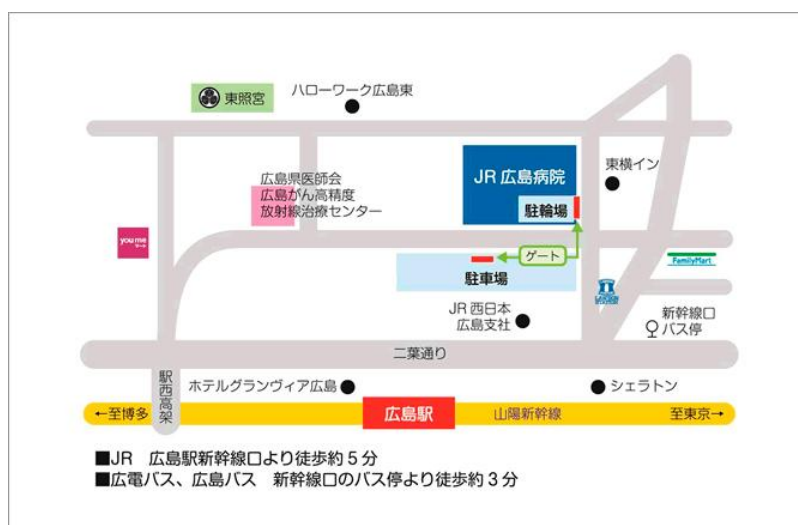 ハローワーク広島東
東照宮
JR 広島病院
東横イン
広島県医師会
広島がん高精度
放射線治療センター
駐輪場
youme
マート
ゲート
駐車場
FamilyMart
JR 西日本
広島支社
新幹線口
バス停
二葉通り
駅西高架
ホテルグランヴィア広島
シェラトン
←至博多
広島駅
山陽新幹線
至東京→
■JR 広島駅新幹線口より徒歩約 5 分
■広電バス、広島バス 新幹線口のバス停より徒歩約 3 分